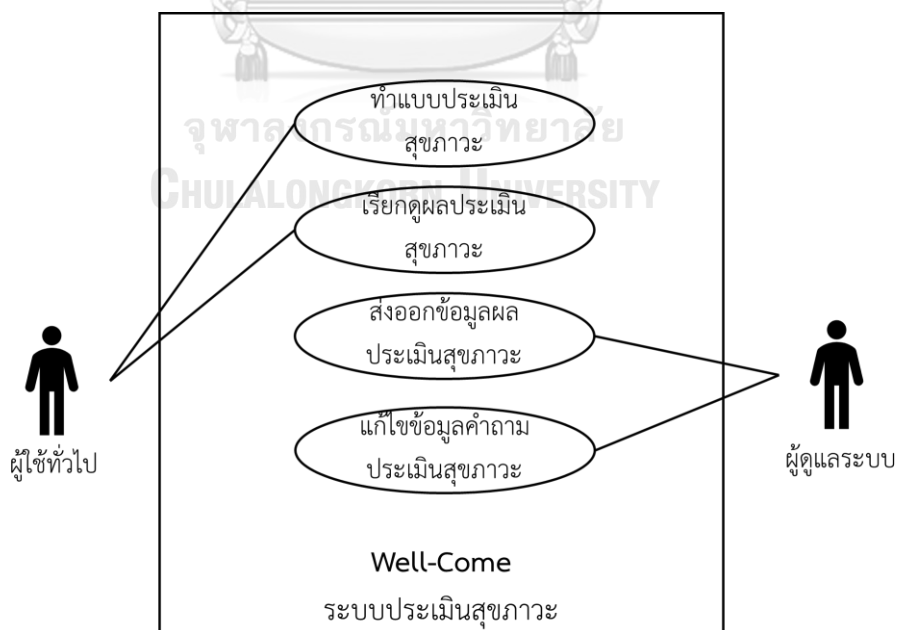 ทำแบบประเมิน
สุขภาวะ
จุฬาลงกรณ์มหาวิทยาลัย
CHULALONGKORN UNIVERSITY
เรียกดูผลประเมิน
สุขภาวะ
ส่งออกข้อมูลผล
ประเมินสุขภาวะ
แก้ไขข้อมูลคำถาม
ประเมินสุขภาวะ
ผู้ใช้ทั่วไป
ผู้ดูแลระบบ
Well-Come
ระบบประเมินสุขภาวะ